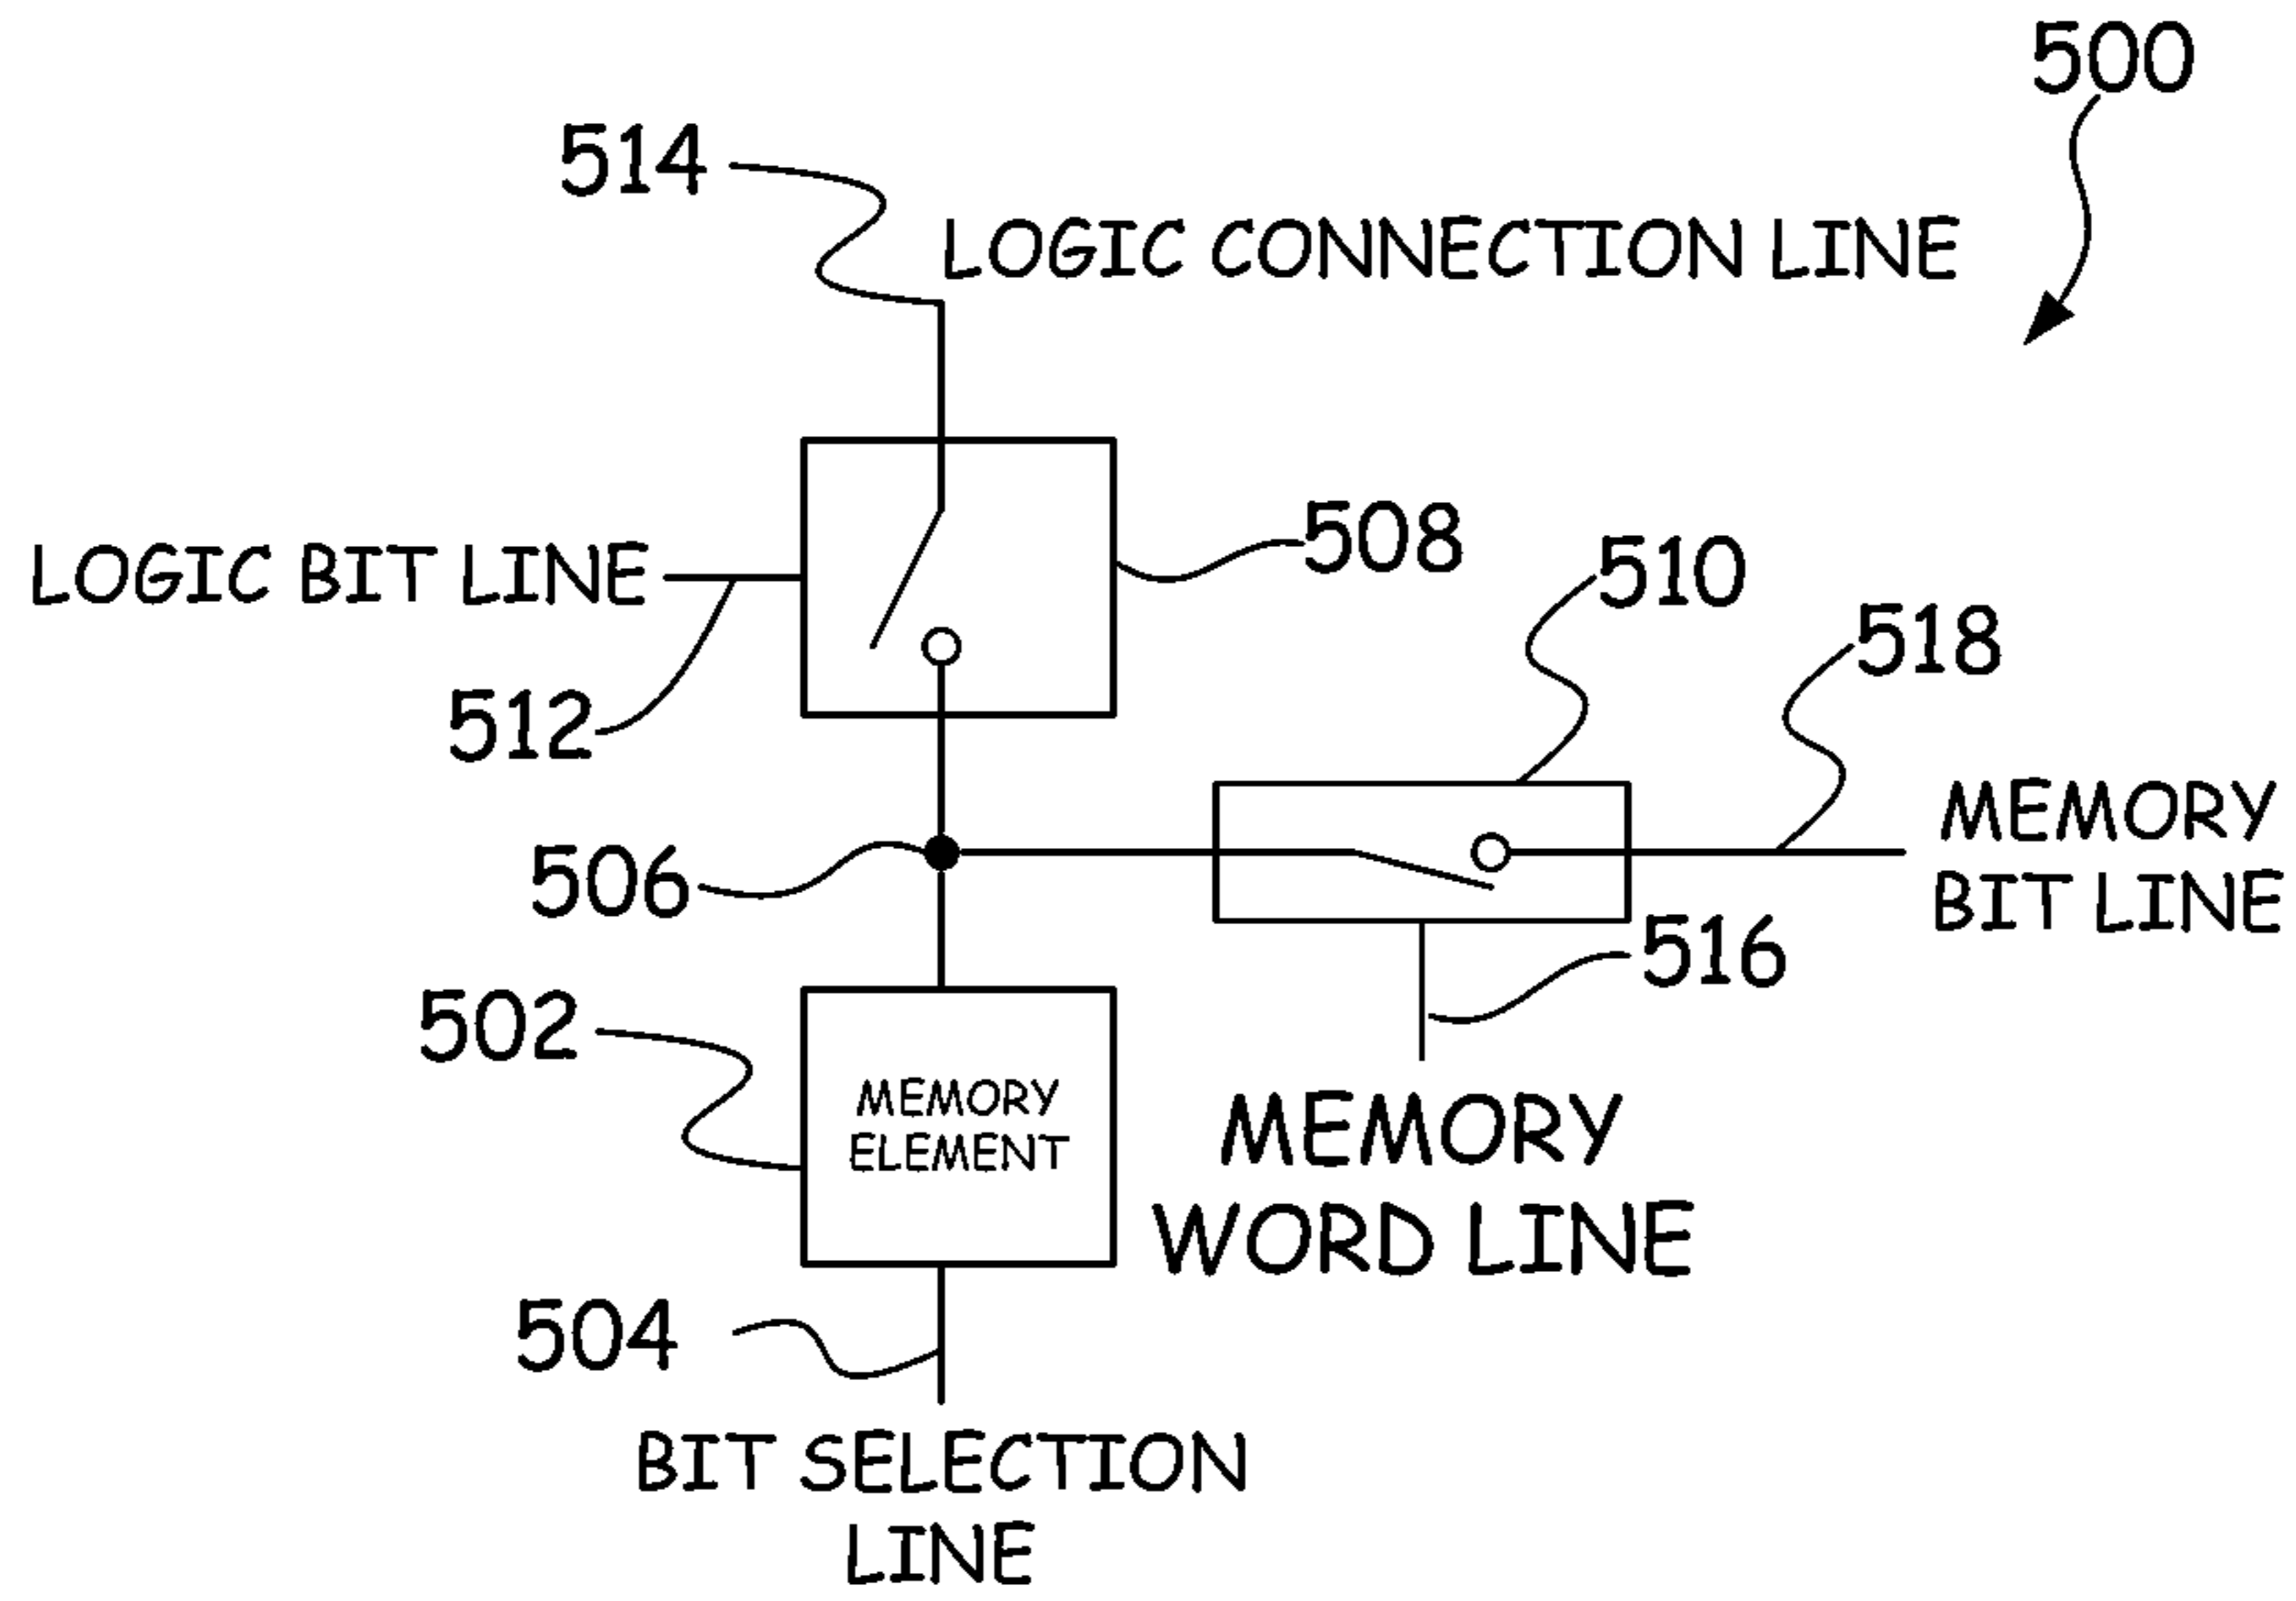 500
514
LOGIC CONNECTION LINE
508
LOGIC BIT LINE
510
518
512
MEMORY
BIT LINE
506
516
502
MEMORY
ELEMENT
MEMORY
WORD LINE
504
BIT SELECTION
LINE